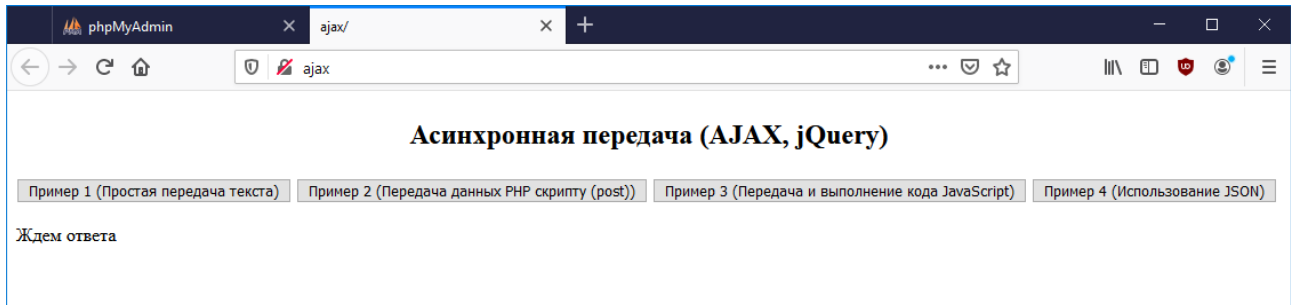 phpMyAdmin ajax/
ajax
Асинхронная передача (AJAX, jQuery)
Пример 1 (Простая передача текста) Пример 2 (Передача данных PHP скрипту (post)) Пример 3 (Передача и выполнение кода JavaScript) Пример 4 (Использование JSON)
Ждем ответа